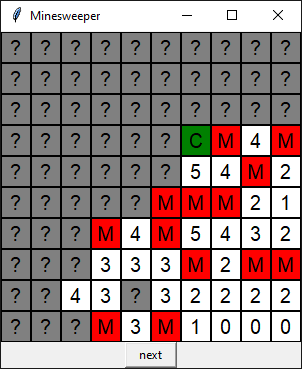 Minesweeper
? ? ? ? ? ? ? ? ? ?
? ? ? ? ? ? ? ? ? ?
? ? ? ? ? ? ? ? ? ?
? ? ? ? ? ? C M 4 M
? ? ? ? ? ? 5 4 M 2
? ? ? ? ? M M M 2 1
? ? ? M 4 M 5 4 3 2
? ? ? 3 3 3 M 2 M M
? ? 4 3 ? 3 2 2 2 2
? ? ? M 3 M 1 0 0 0
next